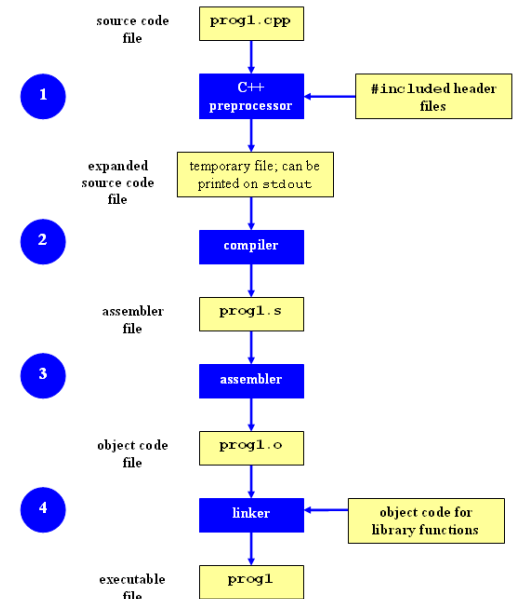 source code
file
prog1.cpp
1
C++
preprocessor
#included header
files
expanded
source code
file
temporary file; can be
printed on stdout
2
compiler
assembler
file
prog1.s
3
assembler
object code
file
prog1.o
4
linker
object code for
library functions
executable
file
prog1